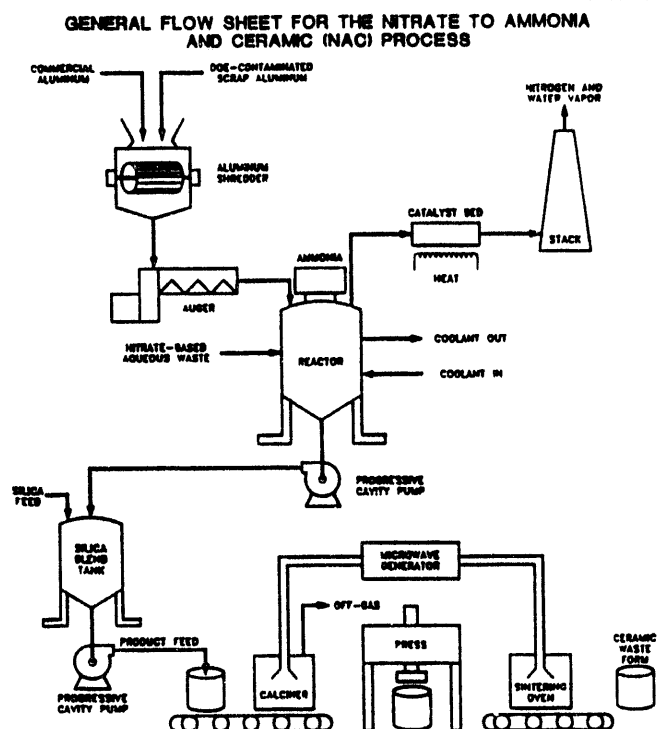 GENERAL FLOW SHEET FOR THE NITRATE TO AMMONIA
AND CERAMIC (NAC) PROCESS
COMMERCIAL
ALUMINUM
DOE-CONTAMINATED
SCRAP ALUMINUM
NITROGEN AND
WATER VAPOR
ALUMINUM
SHREDDER
CATALYST BED
STACK
AMMONIA
HEAT
AUGER
NITRATE-BASED
AQUEOUS WASTE
REACTOR
COOLANT OUT
COOLANT IN
PROGRESSIVE
CAVITY PUMP
SILICA
FEED
SILICA
BLEND
TANK
MICROWAVE
GENERATOR
OFF-GAS
PRODUCT FEED
PRESS
CERAMIC
WASTE
FORM
CALCINER
SINTERING
OVEN
PROGRESSIVE
CAVITY PUMP